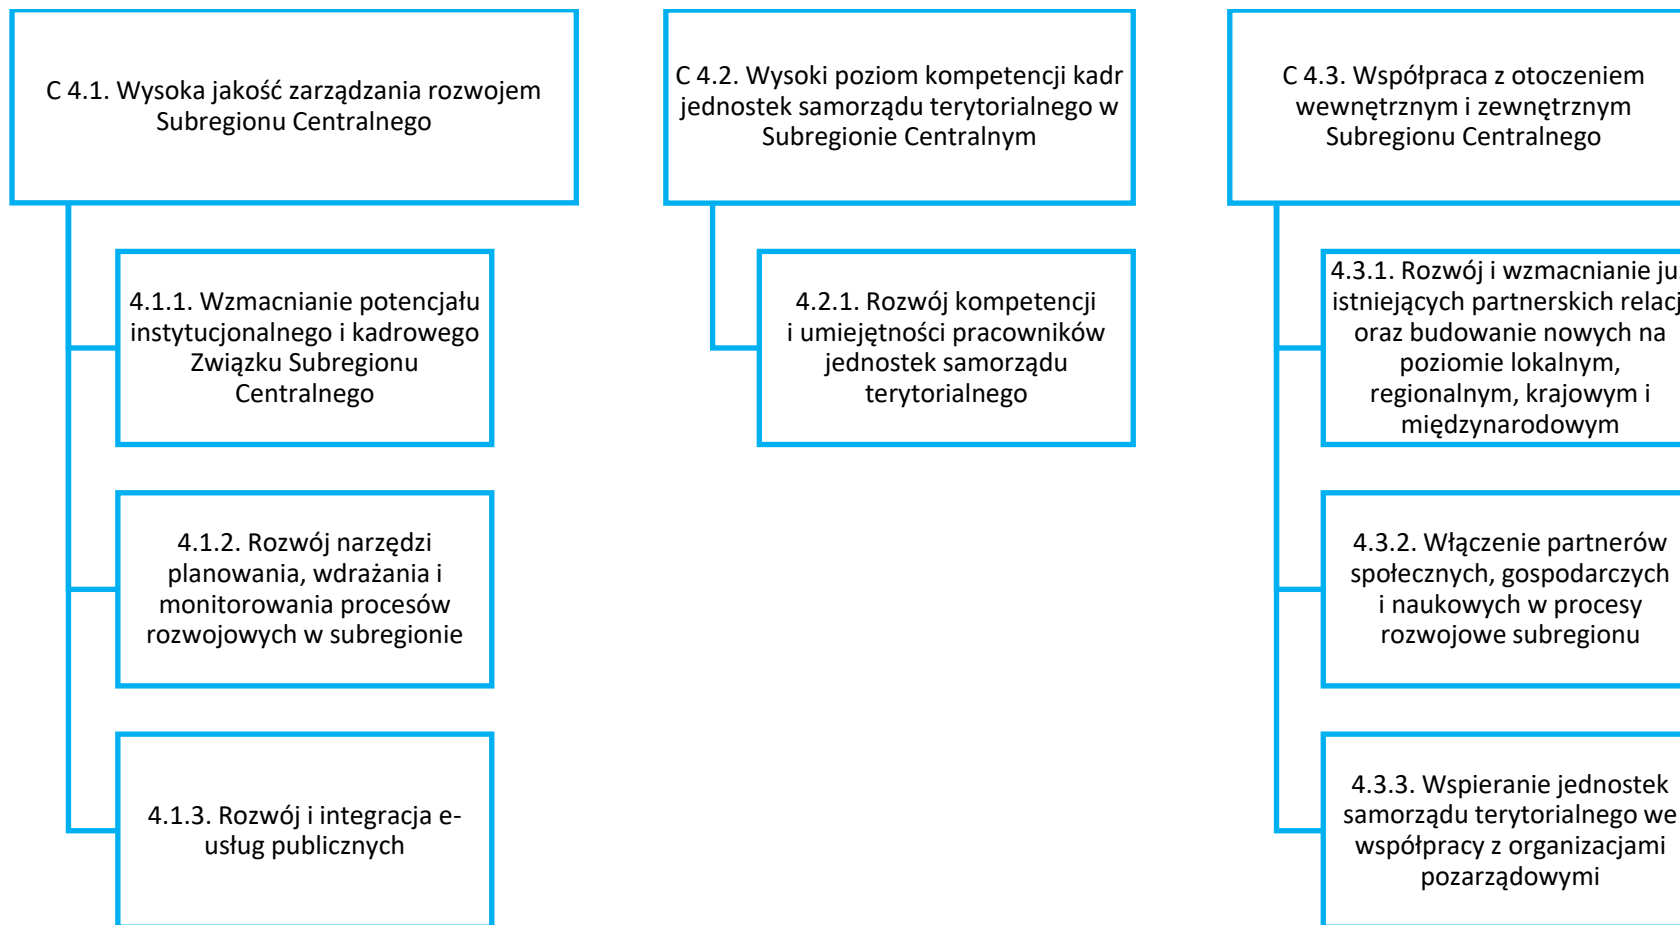 C 4.1. Wysoka jakość zarządzania rozwojem
Subregionu Centralnego
4.1.1. Wzmacnianie potencjału
instytucjonalnego i kadrowego
Związku Subregionu
Centralnego
4.1.2. Rozwój narzędzi
planowania, wdrażania i
monitorowania procesów
rozwojowych w subregionie
4.1.3. Rozwój i integracja e-
usług publicznych
C 4.2. Wysoki poziom kompetencji kadr
jednostek samorządu terytorialnego w
Subregionie Centralnym
4.2.1. Rozwój kompetencji
i umiejętności pracowników
jednostek samorządu
terytorialnego
C 4.3. Współpraca z otoczeniem
wewnętrznym i zewnętrznym
Subregionu Centralnego
4.3.1. Rozwój i wzmacnianie
istniejących partnerskich
oraz budowanie nowych na
poziomie lokalnym,
regionalnym, krajowym i
międzynarodowym
4.3.2. Włączenie partnerów
społecznych, gospodarczych
i naukowych w procesy
rozwojowe subregionu
4.3.3. Wspieranie jednostek
samorządu terytorialnego we
współpracy z organizacjami
pozarządowymi